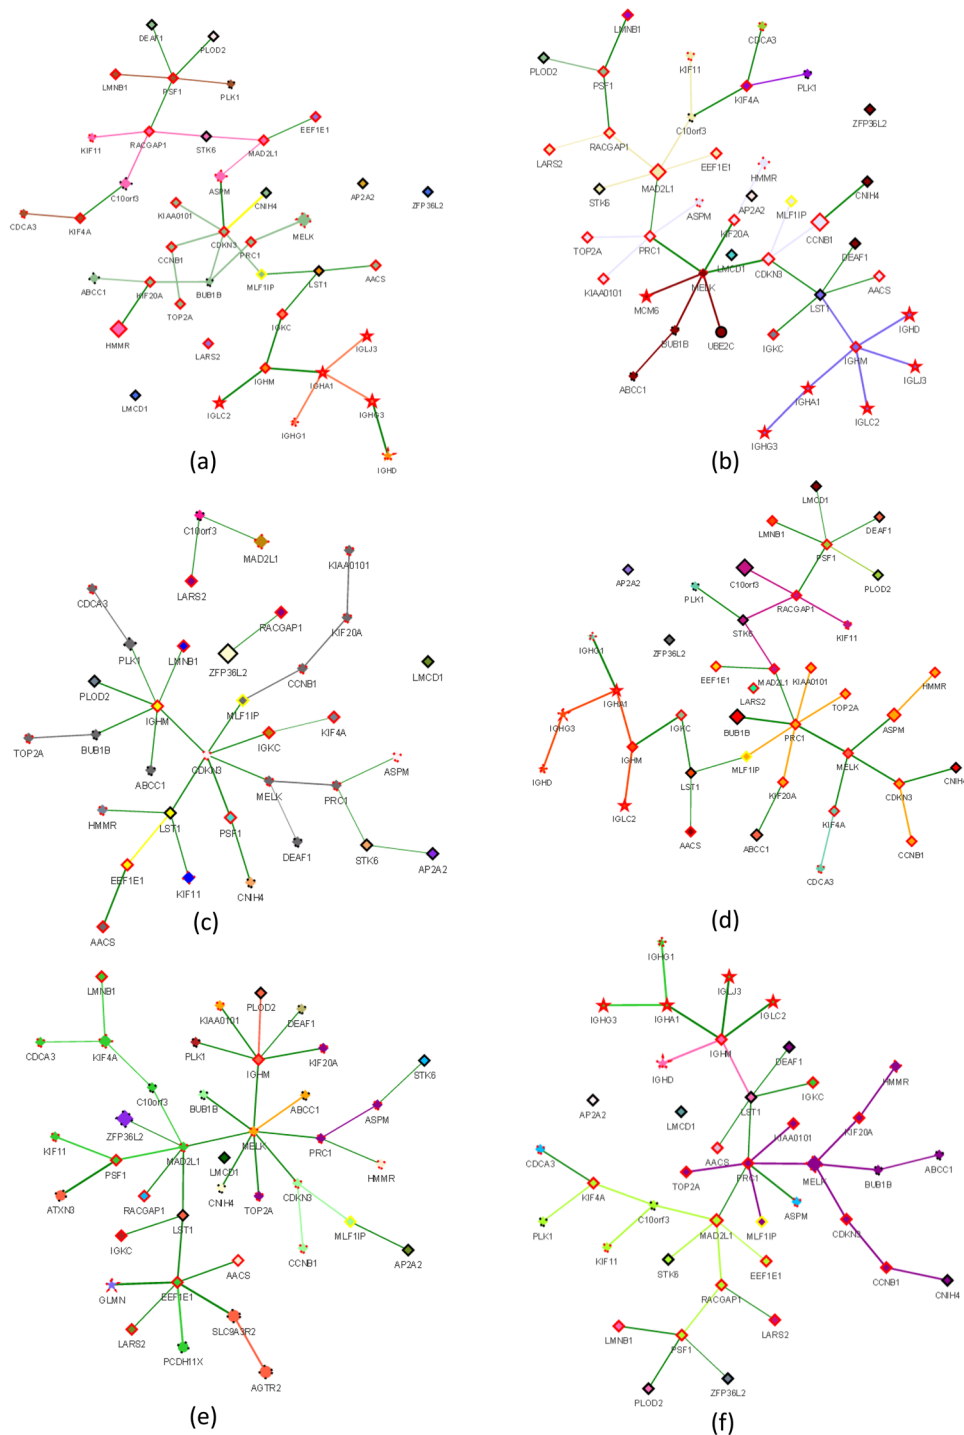 DEAF1
PLOD2
LMNB1
PSF1
PLK1
RACGAP1
STK6
MAD2L1
EEF1E1
KIF11
C10orf3
ASPM
CNIH4
AP2A2
ZFP36L2
CDCA3
KIF4A
KIAA0101
CDKN3
PRC1
MELK
CCNB1
ABCC1
KIF20A
BUB1B
MLF1IP
LST1
AACS
TOP2A
HMMR
LARS2
IGKC
IGLJ3
IGHM
IGHA1
LMCD1
IGLC2
IGHG1
IGHG3
IGHD
(a)
LMNB1
CDCA3
PLOD2
PSF1
KIF11
KIF4A
PLK1
C10orf3
ZFP36L2
RACGAP1
LARS2
EEF1E1
HMMR
MAD2L1
STK6
ASPM
AP2A2
MLF1IP
CNIH4
KIF20A
CCNB1
TOP2A
PRC1
LMCD1
CDKN3
DEAF1
KIAA0101
MELK
AACS
MCM6
LST1
BUB1B
UBE2C
IGKC
IGHD
IGHM
IGLJ3
ABCC1
IGHA1
IGLC2
IGHG3
(b)
C10orf3
MAD2L1
KIAA0101
LARS2
CDCA3
RACGAP1
KIF20A
PLK1
LMNB1
ZFP36L2
CCNB1
LMCD1
PLOD2
IGHM
MLF1IP
TOP2A
BUB1B
IGKC
KIF4A
ABCC1
CDKN3
ASPM
MELK
PRC1
HMMR
LST1
PSF1
DEAF1
STK6
AP2A2
EEF1E1
KIF11
CNIH4
AACS
(c)
LMCD1
LMNB1
DEAF1
PSF1
AP2A2
C10orf3
PLOD2
PLK1
RACGAP1
STK6
KIF11
IGHG1
ZFP36L2
MAD2L1
EEF1E1
KIAA0101
HMMR
IGHA1
LARS2
TOP2A
IGHG3
IGKC
BUB1B
PRC1
ASPM
IGHD
IGHM
MLF1IP
MELK
LST1
KIF20A
CDKN3
CNIH4
IGLC2
AACS
ABCC1
KIF4A
CCNB1
CDCA3
(d)
LMNB1
PLOD2
KIAA0101
DEAF1
CDCA3
KIF4A
PLK1
IGHM
KIF20A
STK6
C10orf3
BUB1B
ABCC1
ASPM
ZFP36L2
KIF11
MAD2L1
MELK
PRC1
PSF1
LMCD1
HMMR
ATXN3
RACGAP1
CNIH4
TOP2A
CDKN3
LST1
IGKC
MLF1IP
CCNB1
AP2A2
AACS
GLMN
EEF1E1
LARS2
SLC9A3R2
PCDH11X
AGTR2
(e)
IGHG1
IGLJ3
IGLC2
IGHG3
IGHA1
IGHM
DEAF1
IGHD
HMMR
AP2A2
LMCD1
LST1
IGKC
KIAA0101
KIF20A
CDCA3
AACS
TOP2A
PRC1
MELK
BUB1B
ABCC1
KIF4A
C10orf3
ASPM
PLK1
MAD2L1
MLF1IP
CDKN3
KIF11
STK6
EEF1E1
CCNB1
CNIH4
RACGAP1
LMNB1
LARS2
PSF1
PLOD2
ZFP36L2
(f)